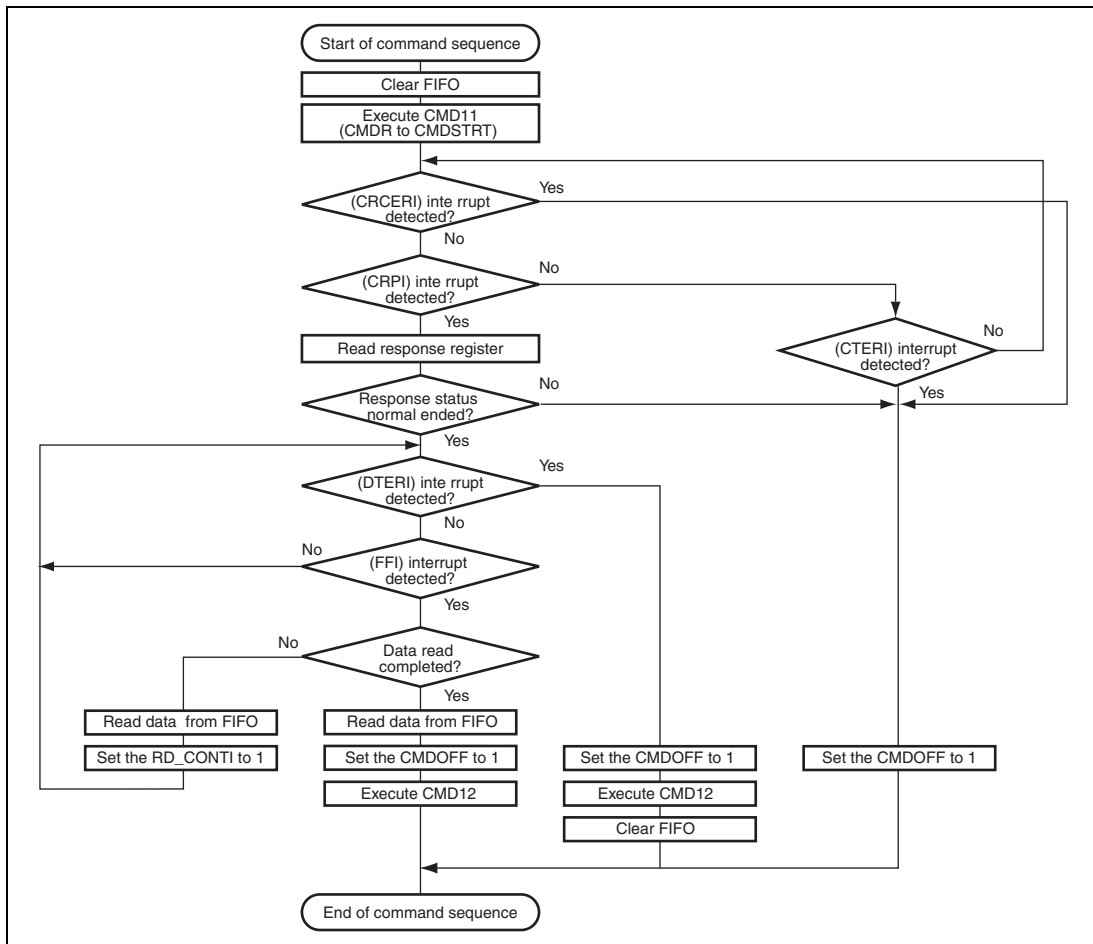 Start of command sequence
Clear FIFO
Execute CMD11
(CMDR to CMDSTRT)
(CRCERI) inte rrupt
detected?
Yes
No
(CRPI) inte rrupt
detected?
No
Yes
Read response register
(CTERI) interrupt
detected?
No
Yes
Response status
normal ended?
No
Yes
(DTERI) inte rrupt
detected?
Yes
No
(FFI) interrupt
detected?
No
Yes
Data read
completed?
No
Yes
Read data  from FIFO
Set the RD_CONTI to 1
Read data from FIFO
Set the CMDOFF to 1
Execute CMD12
Set the CMDOFF to 1
Execute CMD12
Clear FIFO
Set the CMDOFF to 1
End of command sequence